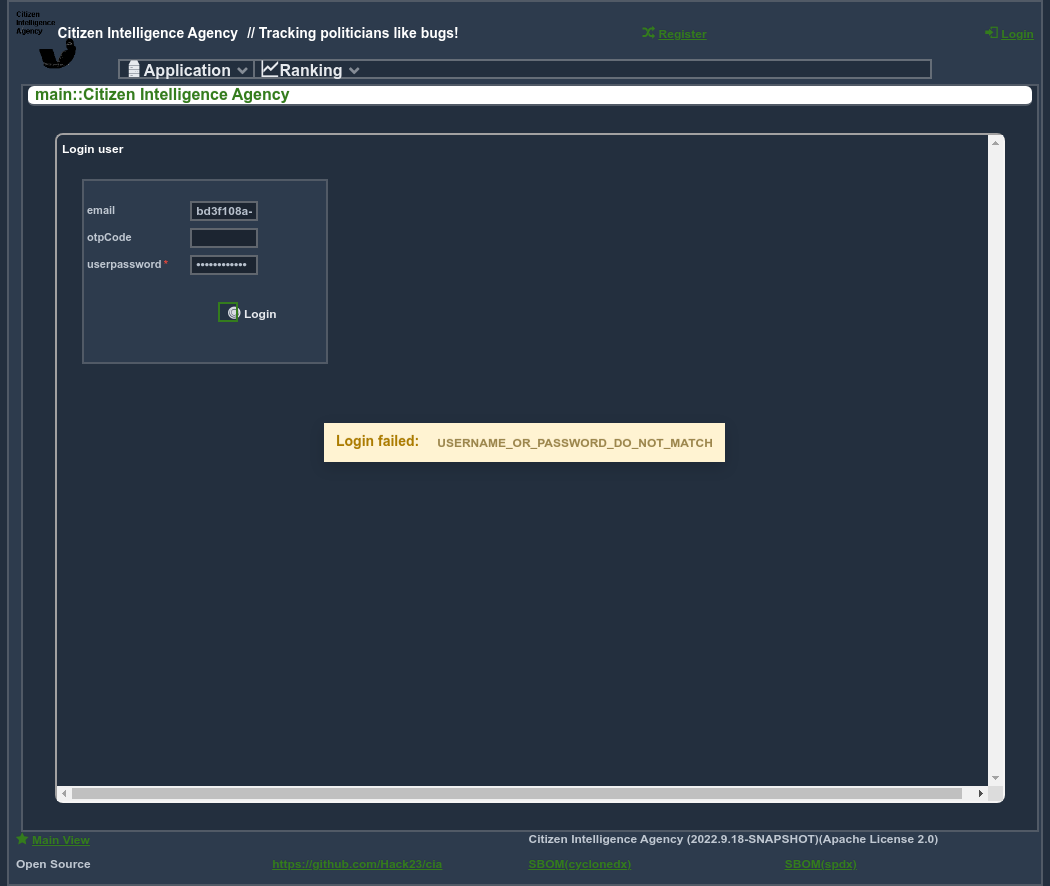 Citizen
Intelligence
Agency
Citizen Intelligence Agency // Tracking politicians like bugs!
Register
Login
Application
Ranking
main::Citizen Intelligence Agency
Login user
email
bd3f108a-
otpCode
userpassword *
••••••••••••
Login
Login failed: USERNAME_OR_PASSWORD_DO_NOT_MATCH
Main View
Citizen Intelligence Agency (2022.9.18-SNAPSHOT)(Apache License 2.0)
Open Source
https://github.com/Hack23/cia
SBOM(cyclonedx)
SBOM(spdx)